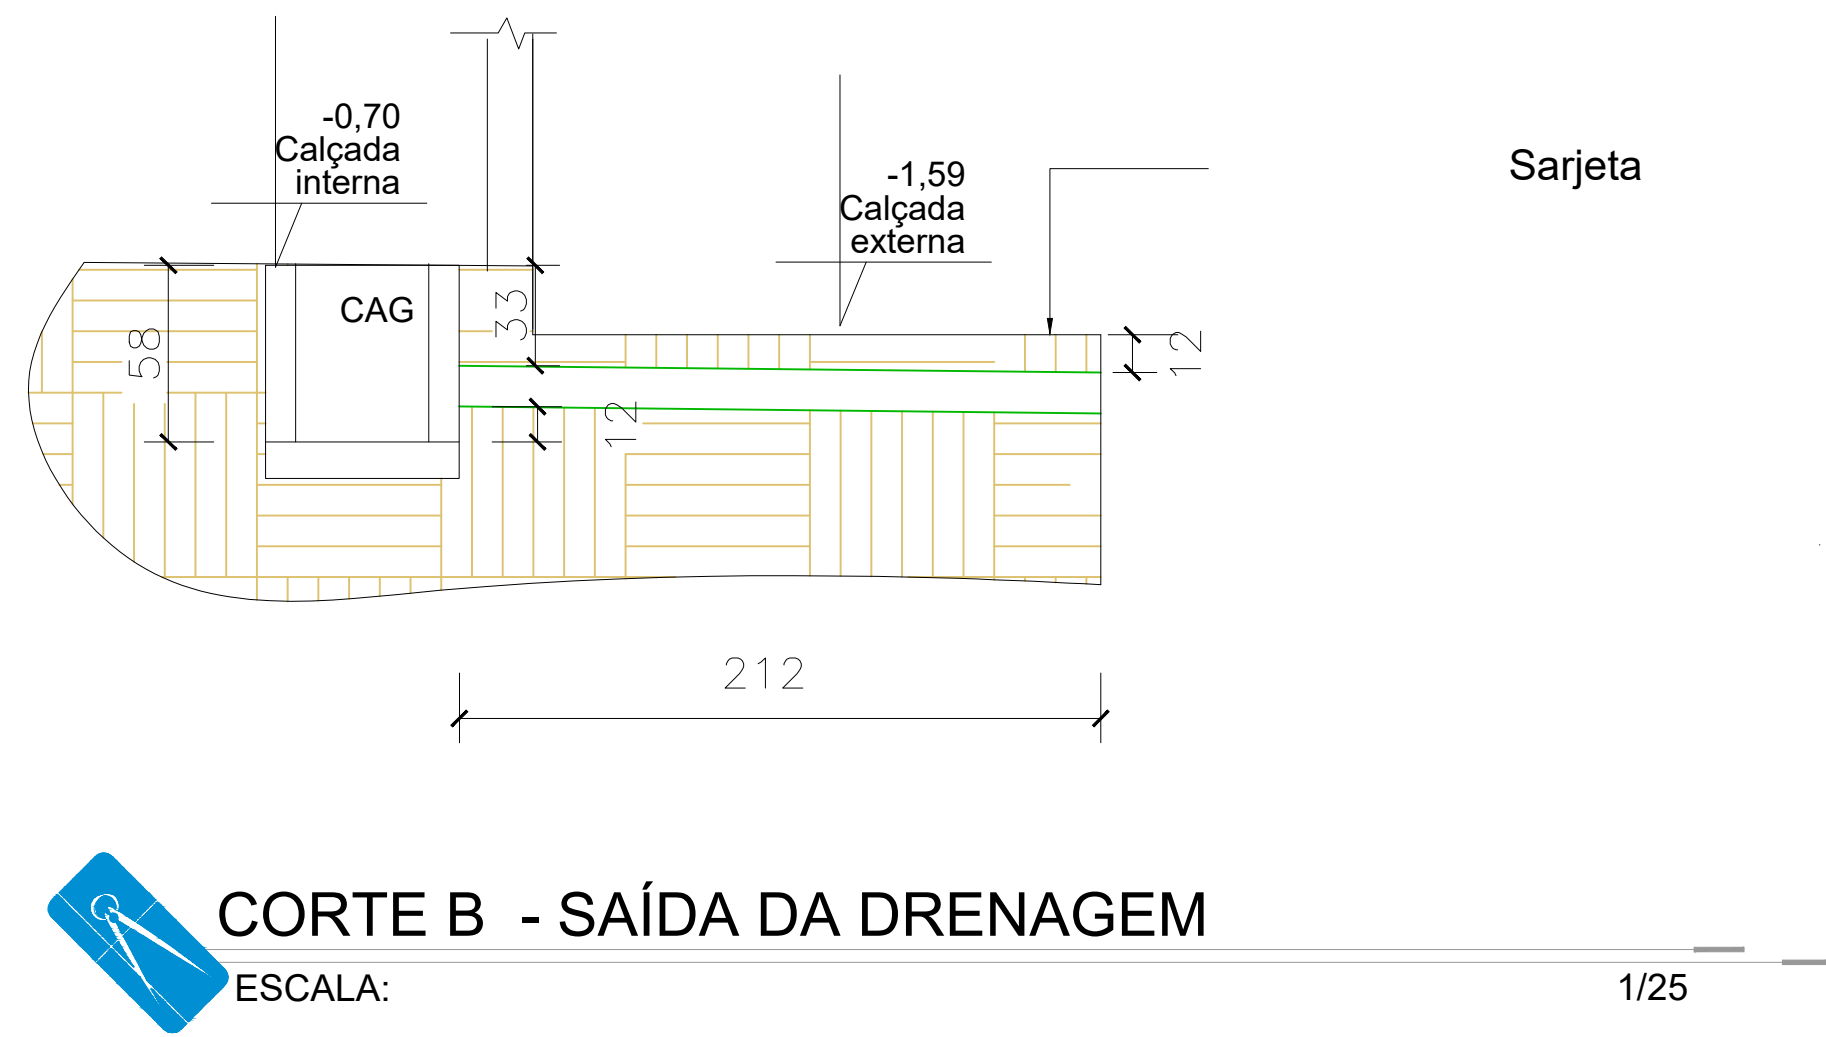 -0,70
Calçada
interna
-1,59
Calçada
externa
Sarjeta
CAG
58
33
12
12
212
CORTE B - SAÍDA DA DRENAGEM
ESCALA:
1/25